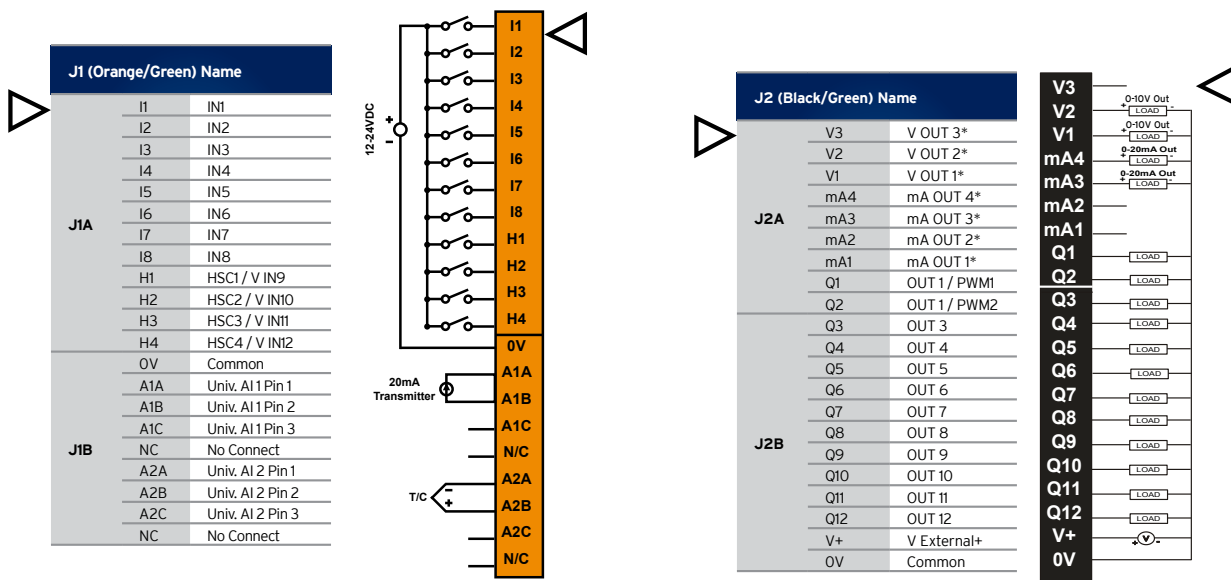 J1 (Orange/Green) Name
J1A
I1 IN1
I2 IN2
I3 IN3
I4 IN4
I5 IN5
I6 IN6
I7 IN7
I8 IN8
H1 HSC1 / V IN9
H2 HSC2 / V IN10
H3 HSC3 / V IN11
H4 HSC4 / V IN12
J1B
0V Common
A1A Univ. AI 1 Pin 1
A1B Univ. AI 1 Pin 2
A1C Univ. AI 1 Pin 3
NC No Connect
A2A Univ. AI 2 Pin 1
A2B Univ. AI 2 Pin 2
A2C Univ. AI 2 Pin 3
NC No Connect
12-24VDC
+
-
I1
I2
I3
I4
I5
I6
I7
I8
H1
H2
H3
H4
0V
20mA
Transmitter
A1A
A1B
A1C
N/C
T/C
- A2A
+ A2B
A2C
N/C
J2 (Black/Green) Name
J2A
V3 V OUT 3*
V2 V OUT 2*
V1 V OUT 1*
mA4 mA OUT 4*
mA3 mA OUT 3*
mA2 mA OUT 2*
mA1 mA OUT 1*
Q1 OUT 1 / PWM1
Q2 OUT 1 / PWM2
J2B
Q3 OUT 3
Q4 OUT 4
Q5 OUT 5
Q6 OUT 6
Q7 OUT 7
Q8 OUT 8
Q9 OUT 9
Q10 OUT 10
Q11 OUT 11
Q12 OUT 12
V+ V External+
0V Common
V3
0-10V Out
V2 + LOAD -
0-10V Out
V1 + LOAD -
0-20mA Out
mA4 + LOAD -
0-20mA Out
mA3 + LOAD -
mA2
mA1
Q1 LOAD
Q2 LOAD
Q3 LOAD
Q4 LOAD
Q5 LOAD
Q6 LOAD
Q7 LOAD
Q8 LOAD
Q9 LOAD
Q10 LOAD
Q11 LOAD
Q12 LOAD
V+ + V -
0V